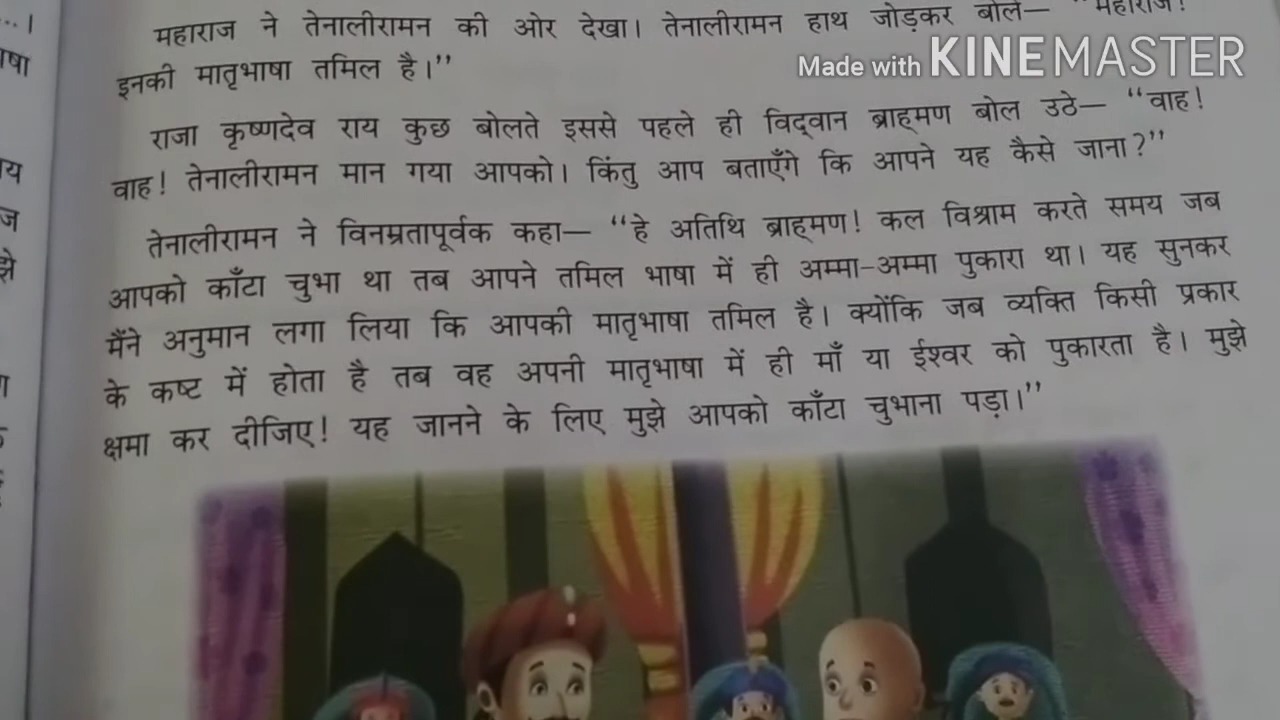 महाराज ने तेनालीरामन की ओर देखा। तेनालीरामन हाथ जोड़कर बोले— “महाराज!
इनकी मातृभाषा तमिल है।”
Made with KINEMASTER
राजा कृष्णदेव राय कुछ बोलते इससे पहले ही विद्‌वान ब्राह्‌मण बोल उठे— “वाह!
वाह! तेनालीरामन मान गया आपको। किंतु आप बताएँगे कि आपने यह कैसे जाना?”
तेनालीरामन ने विनम्रतापूर्वक कहा— “हे अतिथि ब्राह्‌मण! कल विश्राम करते समय जब
आपको काँटा चुभा था तब आपने तमिल भाषा में ही अम्मा-अम्मा पुकारा था। यह सुनकर
मैंने अनुमान लगा लिया कि आपकी मातृभाषा तमिल है। क्योंकि जब व्यक्ति किसी प्रकार
के कष्ट में होता है तब वह अपनी मातृभाषा में ही माँ या ईश्वर को पुकारता है। मुझे
क्षमा कर दीजिए! यह जानने के लिए मुझे आपको काँटा चुभाना पड़ा।”